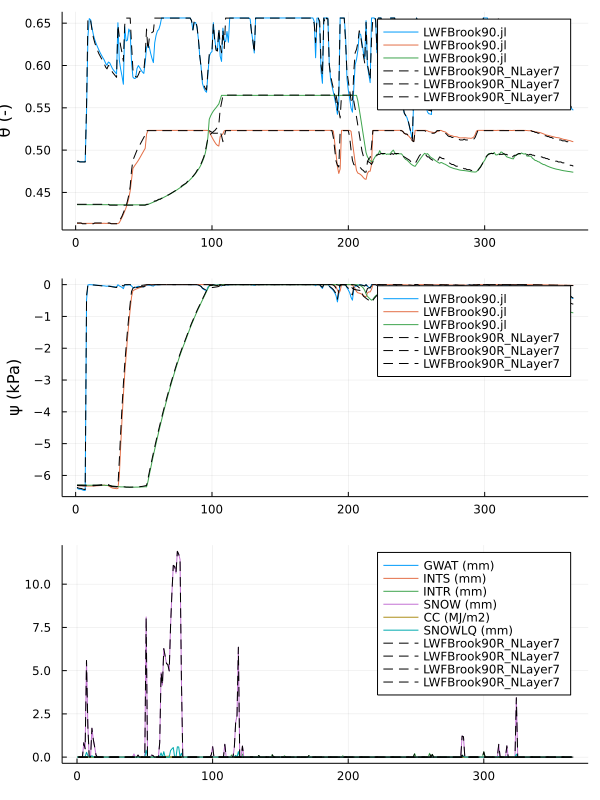 θ (-)
0.65
0.60
0.55
0.50
0.45
0
100
200
300
LWFBrook90.jl
LWFBrook90.jl
LWFBrook90.jl
LWFBrook90R_NLayer7
LWFBrook90R_NLayer7
LWFBrook90R_NLayer7
ψ (kPa)
0
−1
−2
−3
−4
−5
−6
0
100
200
300
LWFBrook90.jl
LWFBrook90.jl
LWFBrook90.jl
LWFBrook90R_NLayer7
LWFBrook90R_NLayer7
LWFBrook90R_NLayer7
10.0
7.5
5.0
2.5
0.0
0
100
200
300
GWAT (mm)
INTS (mm)
INTR (mm)
SNOW (mm)
CC (MJ/m2)
SNOWLQ (mm)
LWFBrook90R_NLayer7
LWFBrook90R_NLayer7
LWFBrook90R_NLayer7
LWFBrook90R_NLayer7